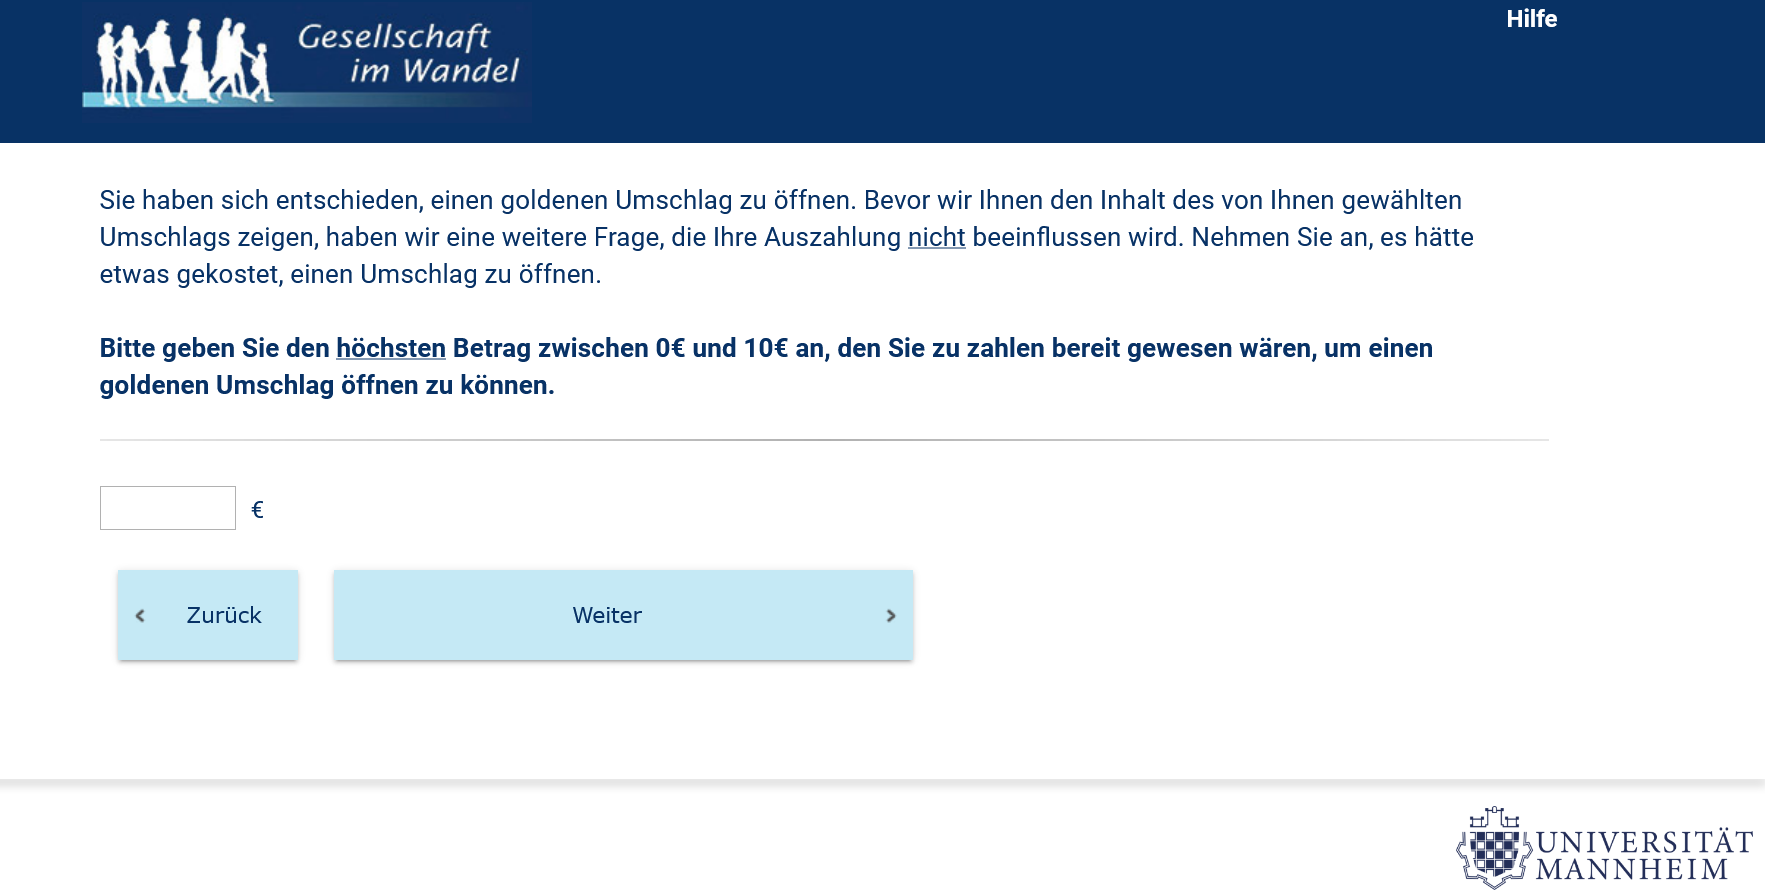 Gesellschaft
im Wandel
Hilfe
Sie haben sich entschieden, einen goldenen Umschlag zu öffnen. Bevor wir Ihnen den Inhalt des von Ihnen gewählten
Umschlags zeigen, haben wir eine weitere Frage, die Ihre Auszahlung nicht beeinflussen wird. Nehmen Sie an, es hätte
etwas gekostet, einen Umschlag zu öffnen.
Bitte geben Sie den höchsten Betrag zwischen 0€ und 10€ an, den Sie zu zahlen bereit gewesen wären, um einen
goldenen Umschlag öffnen zu können.
€
Zurück
Weiter
UNIVERSITÄT
MANNHEIM